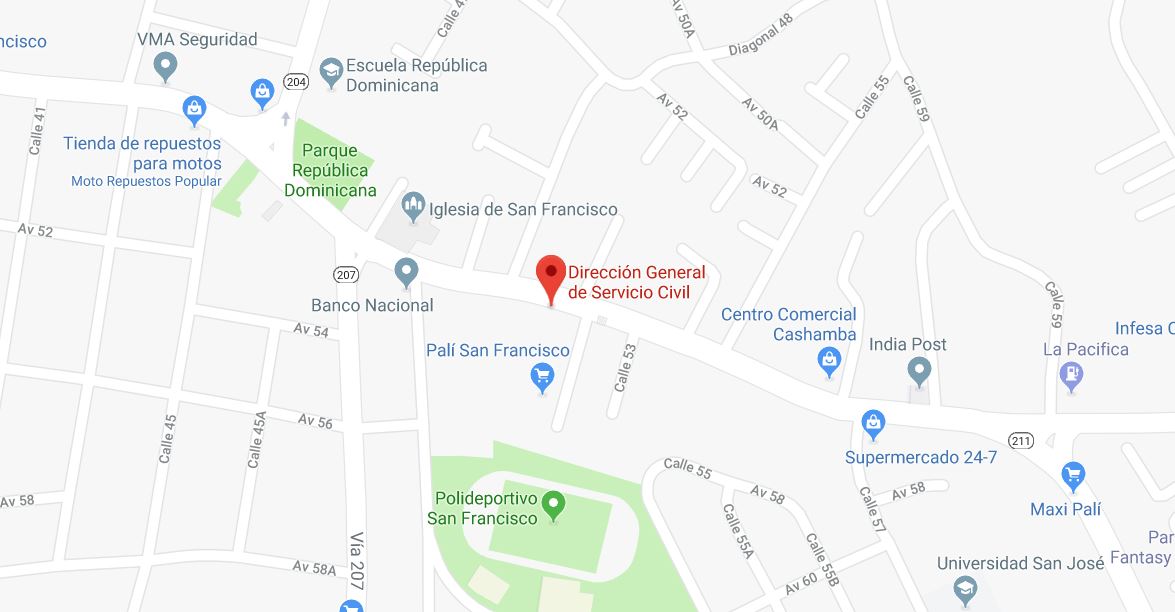 Calle 4
Av 50A
Diagonal 48
ncisco
VMA Seguridad
Escuela República
Dominicana
204
Calle 41
Av 52
Av 50A
Calle 55
Calle 59
Tienda de repuestos
para motos
Moto Repuestos Popular
Parque
República
Dominicana
Av 52
Iglesia de San Francisco
Av 52
207
Banco Nacional
Dirección General
de Servicio Civil
Centro Comercial
Cashamba
India Post
Calle 59
La Pacifica
Infesa C
Av 54
Palí San Francisco
Calle 53
Av 56
Calle 45
Calle 45A
211
Supermercado 24-7
Maxi Palí
Calle 55
Av 58
Av 58
Calle 57
Av 58
Polideportivo
San Francisco
Calle 55A
Calle 55B
Vía 207
Av 58A
Av 60
Universidad San José
Par
Fantasy